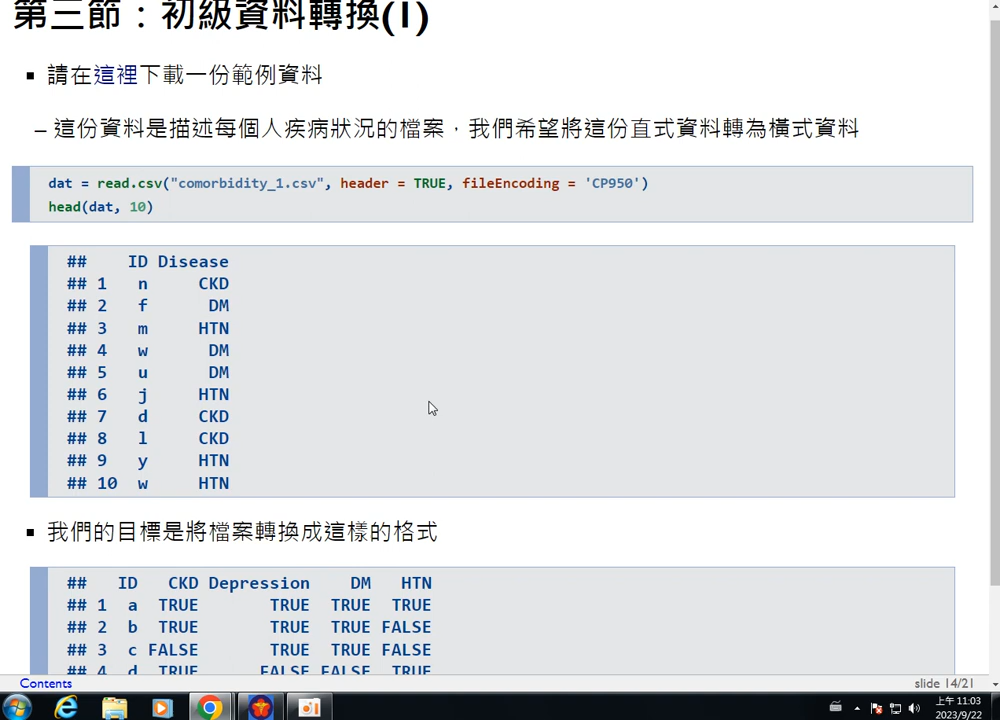 第三節：初級資料轉換(1)
請在這裡下載一份範例資料
– 這份資料是描述每個人疾病狀況的檔案，我們希望將這份直式資料轉為橫式資料
dat = read.csv("comorbidity_1.csv", header = TRUE, fileEncoding = 'CP950')
head(dat, 10)
##    ID Disease
## 1  n     CKD
## 2  f      DM
## 3  m     HTN
## 4  w      DM
## 5  u      DM
## 6  j     HTN
## 7  d     CKD
## 8  l     CKD
## 9  y     HTN
## 10 w     HTN
我們的目標是將檔案轉換成這樣的格式
##   ID   CKD Depression    DM   HTN
## 1  a  TRUE       TRUE  TRUE  TRUE
## 2  b  TRUE       TRUE  TRUE FALSE
## 3  c FALSE       TRUE  TRUE FALSE
## 4  d  TRUE      FALSE FALSE  TRUE
Contents
slide 14/21
上午 11:03
2023/9/22